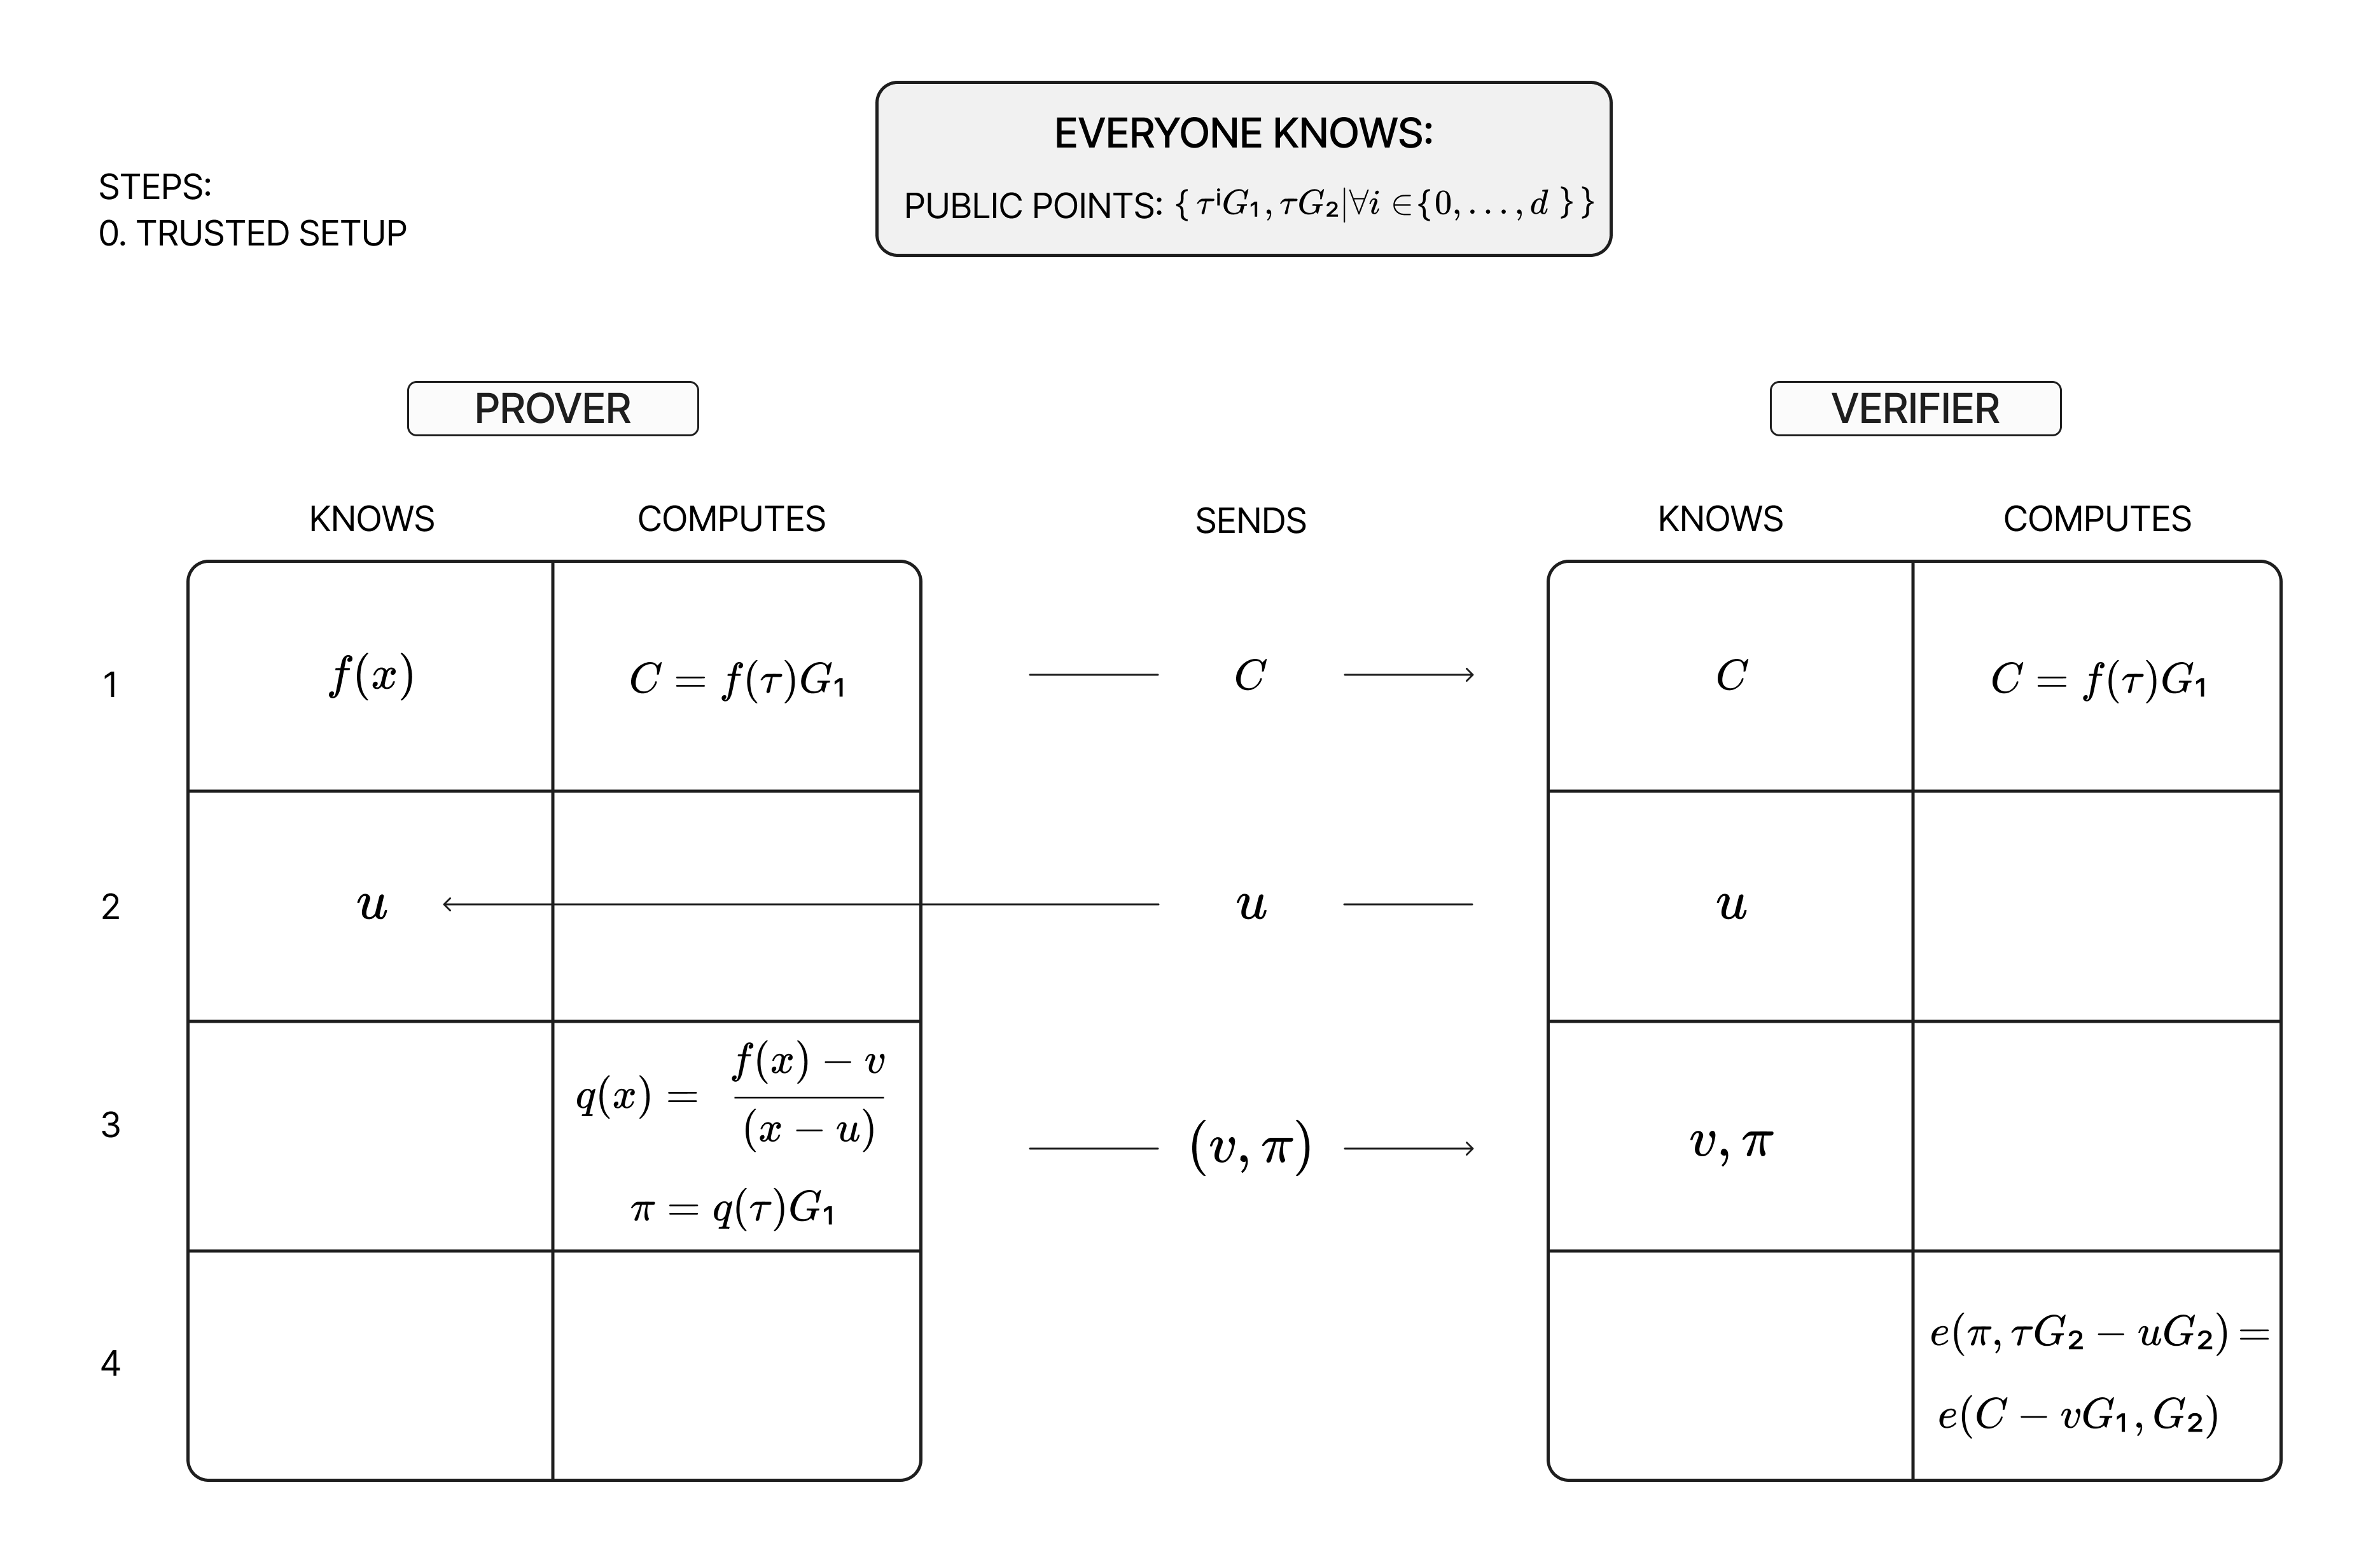 EVERYONE KNOWS:
PUBLIC POINTS: { τⁱG₁, τG₂|∀i ∈{0, . . . , d } }
STEPS:
0. TRUSTED SETUP
PROVER
VERIFIER
KNOWS COMPUTES SENDS KNOWS COMPUTES
1 f(x) C = f(τ)G₁ C C C = f(τ)G₁
2 u u u
3 q(x) = f(x) − v / (x − u) (v, π) v, π
π = q(τ)G₁
4 e(π, τG₂ − uG₂) =
e(C − vG₁, G₂)